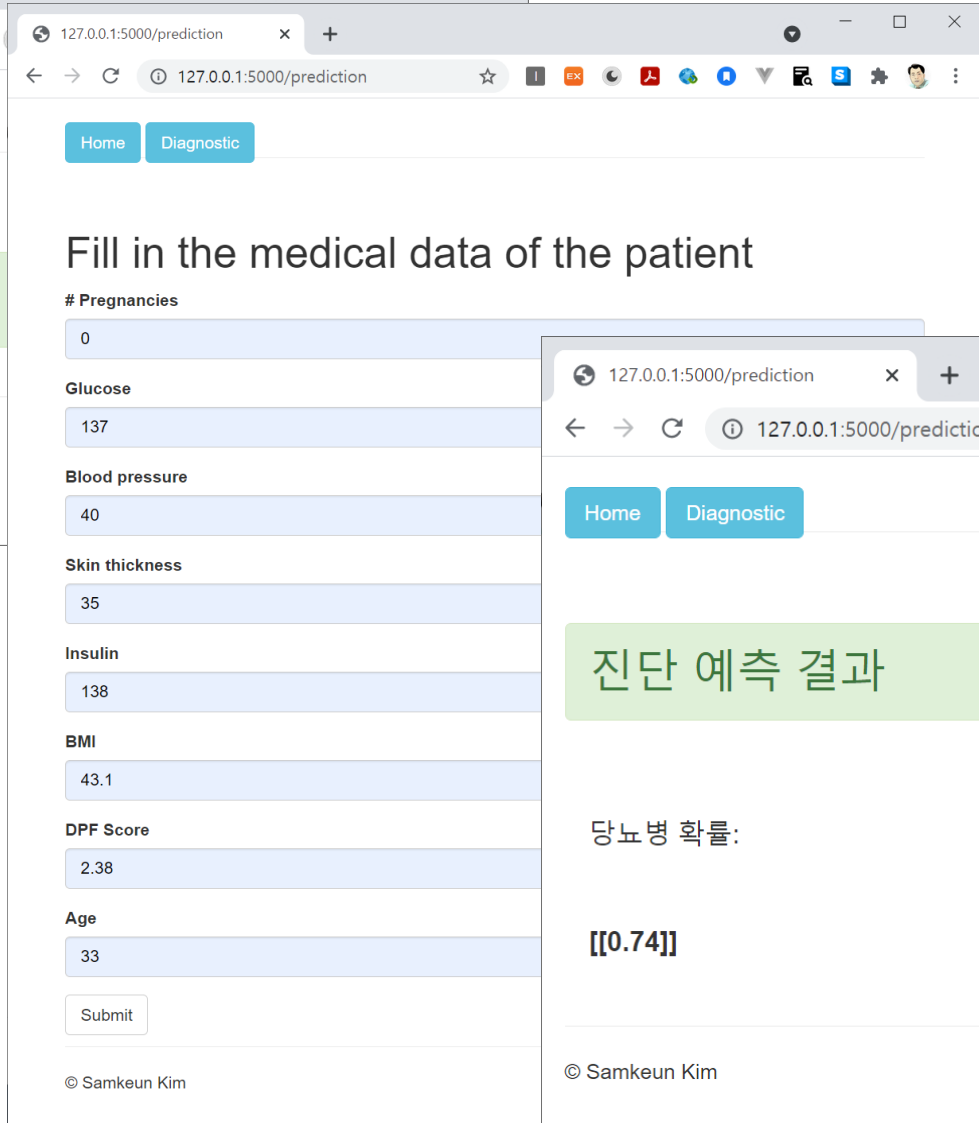 127.0.0.1:5000/prediction
127.0.0.1:5000/prediction
Home
Diagnostic
Fill in the medical data of the patient
# Pregnancies
0
Glucose
137
Blood pressure
40
Skin thickness
35
Insulin
138
BMI
43.1
DPF Score
2.38
Age
33
Submit
© Samkeun Kim
127.0.0.1:5000/prediction
127.0.0.1:5000/predictic
Home
Diagnostic
진단 예측 결과
당뇨병 확률:
[[0.74]]
© Samkeun Kim